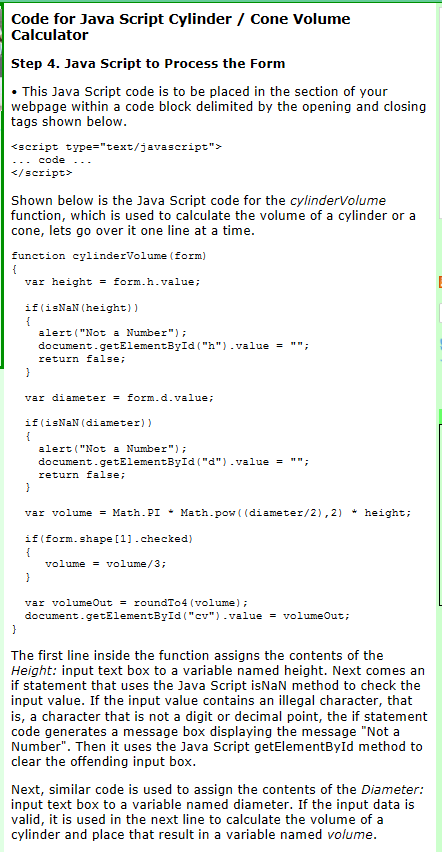 Code for Java Script Cylinder / Cone Volume
Calculator
Step 4. Java Script to Process the Form
• This Java Script code is to be placed in the section of your
webpage within a code block delimited by the opening and closing
tags shown below.
<script type="text/javascript">
... code ...
</script>
Shown below is the Java Script code for the cylinderVolume
function, which is used to calculate the volume of a cylinder or a
cone, lets go over it one line at a time.
function cylinderVolume(form)
{
  var height = form.h.value;
  if(isNaN(height))
  {
    alert("Not a Number");
    document.getElementById("h").value = "";
    return false;
  }
  var diameter = form.d.value;
  if(isNaN(diameter))
  {
    alert("Not a Number");
    document.getElementById("d").value = "";
    return false;
  }
  var volume = Math.PI * Math.pow((diameter/2),2) * height;
  if(form.shape[1].checked)
  {
     volume = volume/3;
  }
  var volumeOut = roundTo4(volume);
  document.getElementById("cv").value = volumeOut;
}
The first line inside the function assigns the contents of the
Height: input text box to a variable named height. Next comes an
if statement that uses the Java Script isNaN method to check the
input value. If the input value contains an illegal character, that
is, a character that is not a digit or decimal point, the if statement
code generates a message box displaying the message "Not a
Number". Then it uses the Java Script getElementById method to
clear the offending input box.
Next, similar code is used to assign the contents of the Diameter:
input text box to a variable named diameter. If the input data is
valid, it is used in the next line to calculate the volume of a
cylinder and place that result in a variable named volume.